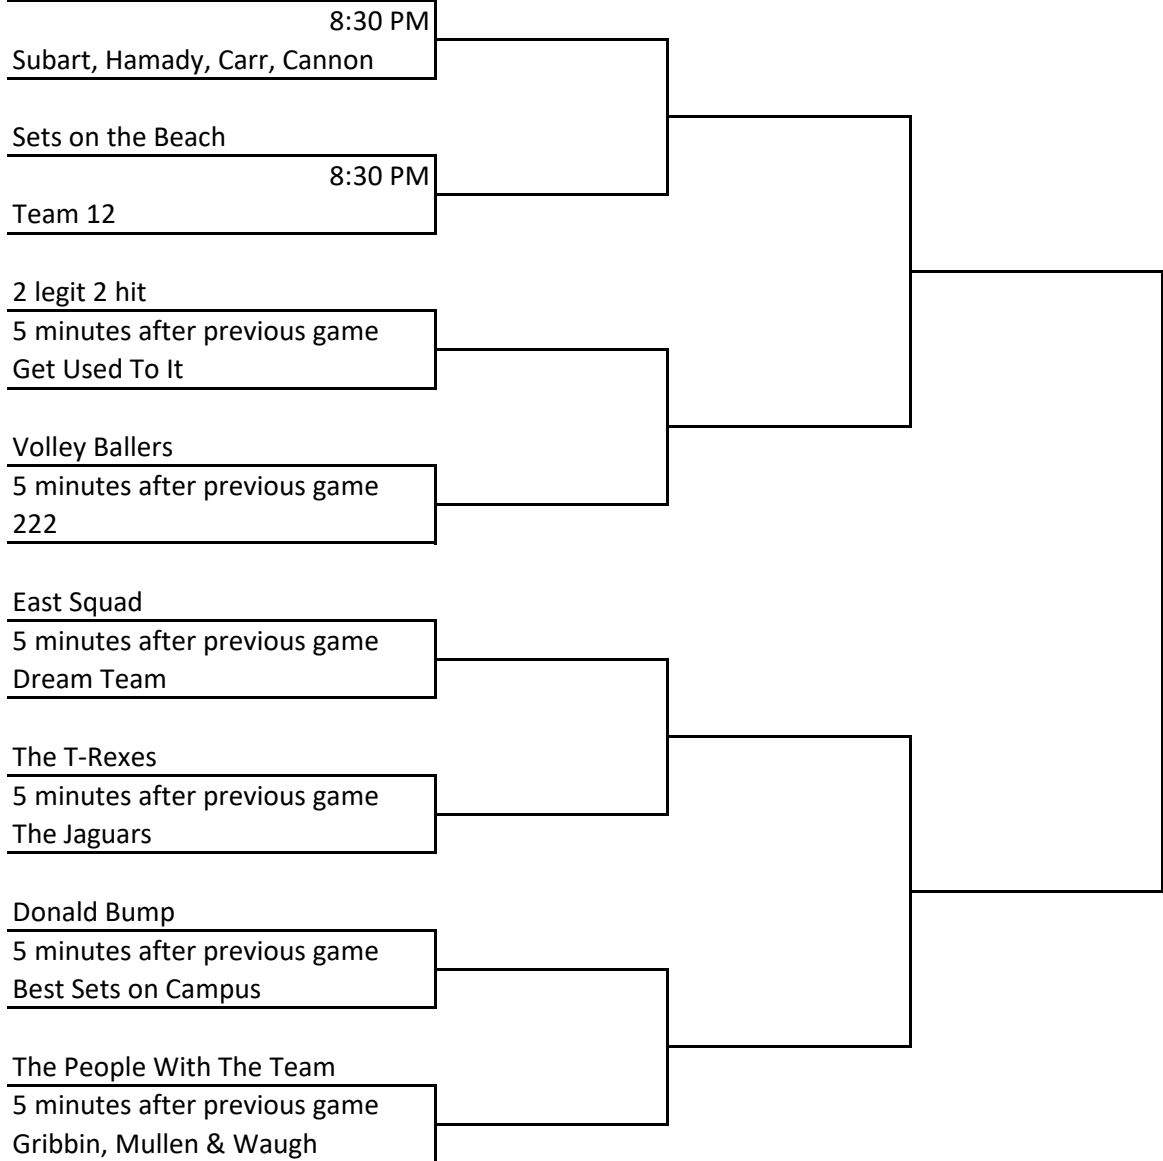 8:30 PM
Subart, Hamady, Carr, Cannon
Sets on the Beach
8:30 PM
Team 12
2 legit 2 hit
5 minutes after previous game
Get Used To It
Volley Ballers
5 minutes after previous game
222
East Squad
5 minutes after previous game
Dream Team
The T-Rexes
5 minutes after previous game
The Jaguars
Donald Bump
5 minutes after previous game
Best Sets on Campus
The People With The Team
5 minutes after previous game
Gribbin, Mullen & Waugh